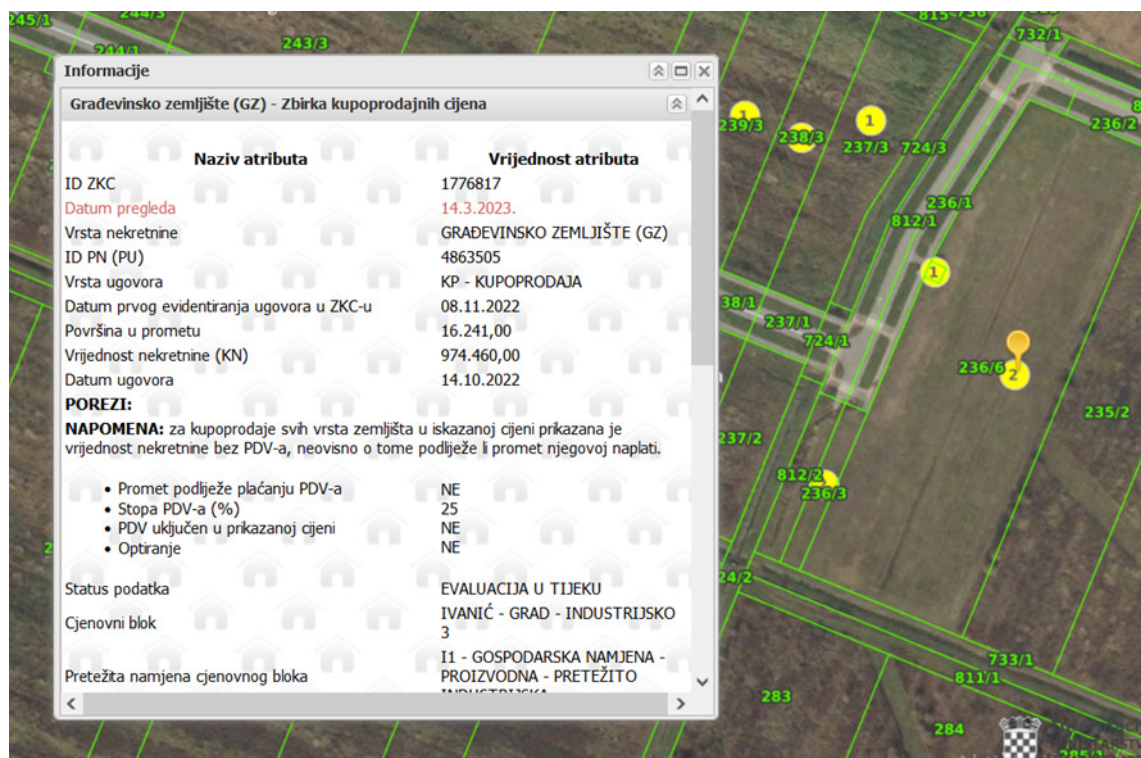 Informacije
Građevinsko zemljište (GZ) - Zbirka kupoprodajnih cijena
Naziv atributa Vrijednost atributa
ID ZKC 1776817
Datum pregleda 14.3.2023.
Vrsta nekretnine GRAĐEVINSKO ZEMLJIŠTE (GZ)
ID PN (PU) 4863505
Vrsta ugovora KP - KUPOPRODAJA
Datum prvog evidentiranja ugovora u ZKC-u 08.11.2022
Površina u prometu 16.241,00
Vrijednost nekretnine (KN) 974.460,00
Datum ugovora 14.10.2022
POREZI:
NAPOMENA: za kupoprodaje svih vrsta zemljišta u iskazanoj cijeni prikazana je
vrijednost nekretnine bez PDV-a, neovisno o tome podliježe li promet njegovoj naplati.
• Promet podliježe plaćanju PDV-a NE
• Stopa PDV-a (%) 25
• PDV uključen u prikazanoj cijeni NE
• Optiranje NE
Status podatka EVALUACIJA U TIJEKU
Cjenovni blok IVANIĆ - GRAD - INDUSTRIJSKO
3
Pretežita namjena cjenovnog bloka I1 - GOSPODARSKA NAMJENA -
PROIZVODNA - PRETEŽITO
INDUSTRIJSKA
245/1
244/3
244/1
243/3
732/1
236/2
239/3
1
238/3
1
237/3
724/3
236/1
812/1
1
38/1
237/1
724/1
236/6
2
235/2
237/2
812/2
236/3
24/2
733/1
811/1
283
284
285/1